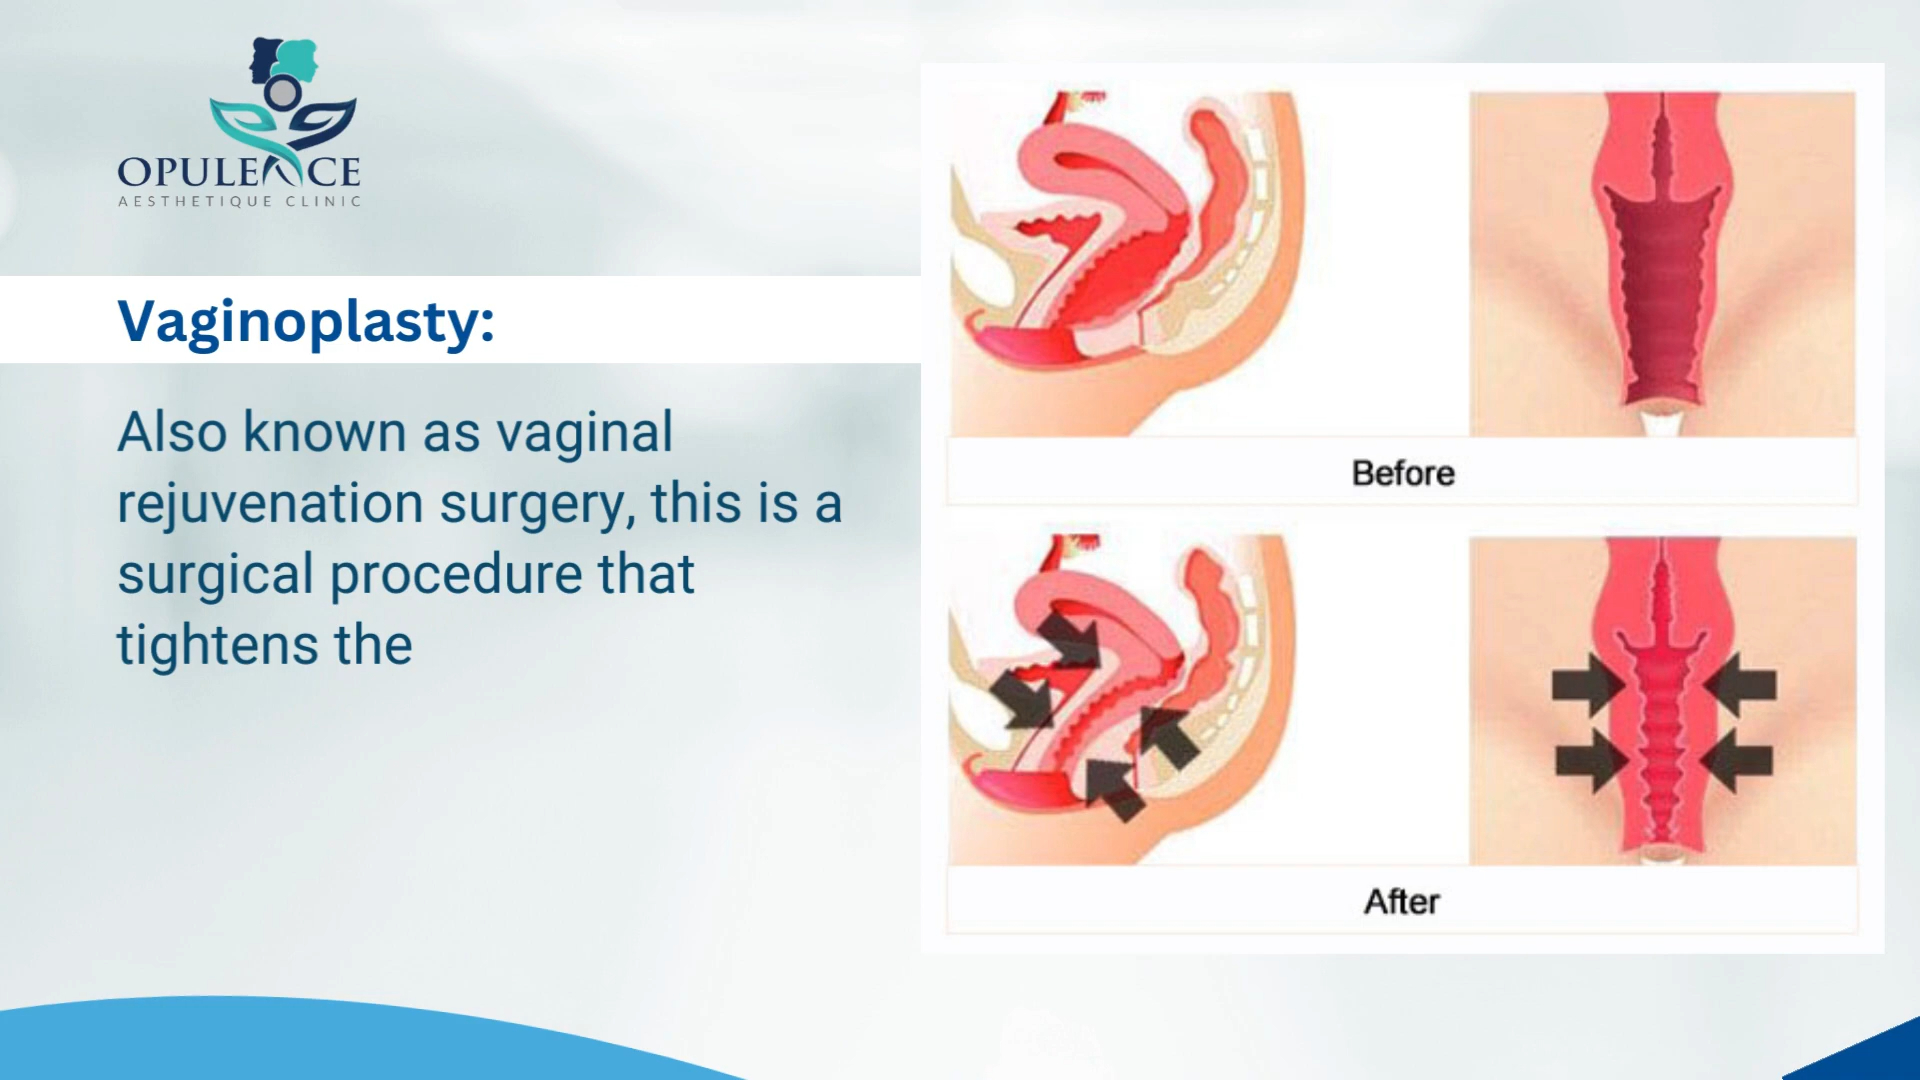 OPULENCE
AESTHETIQUE CLINIC
Vaginoplasty:
Also known as vaginal
rejuvenation surgery, this is a
surgical procedure that
tightens the
Before
After